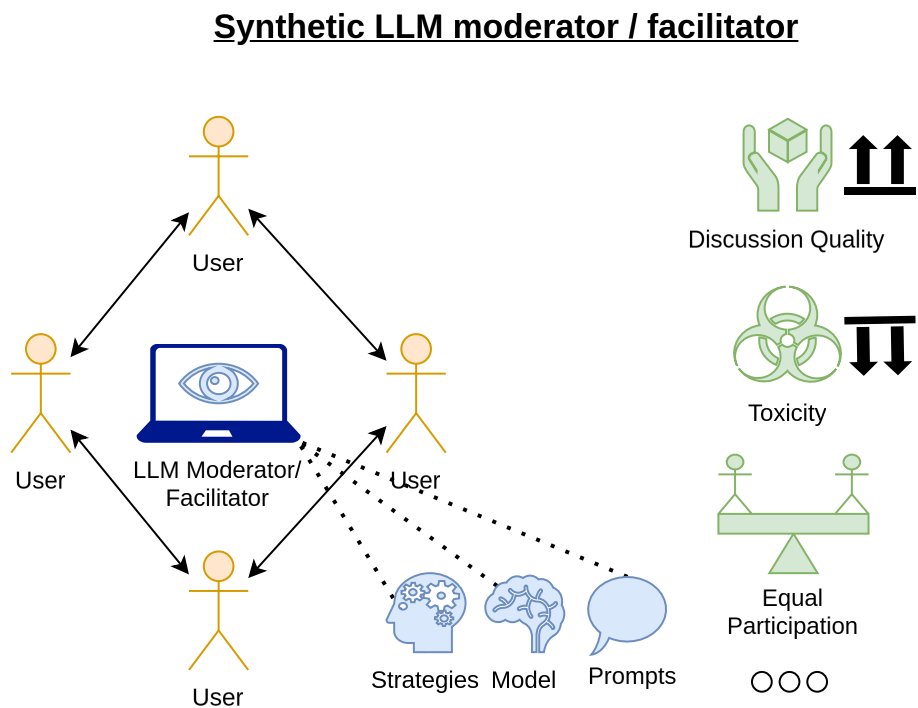 Synthetic LLM moderator / facilitator
User
User
LLM Moderator/
Facilitator
User
User
Strategies
Model
Prompts
Discussion Quality
Toxicity
Equal
Participation